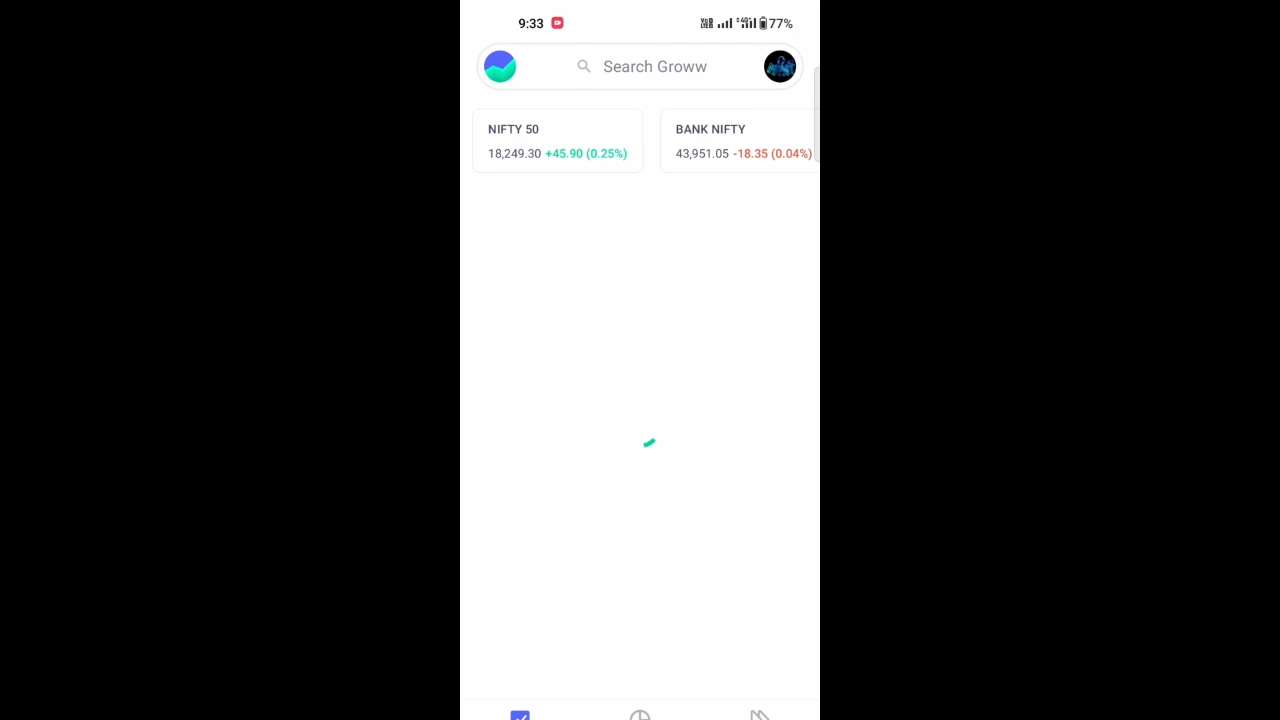 9:33 77%
Search Groww
NIFTY 50
18,249.30 +45.90 (0.25%)
BANK NIFTY
43,951.05 -18.35 (0.04%)